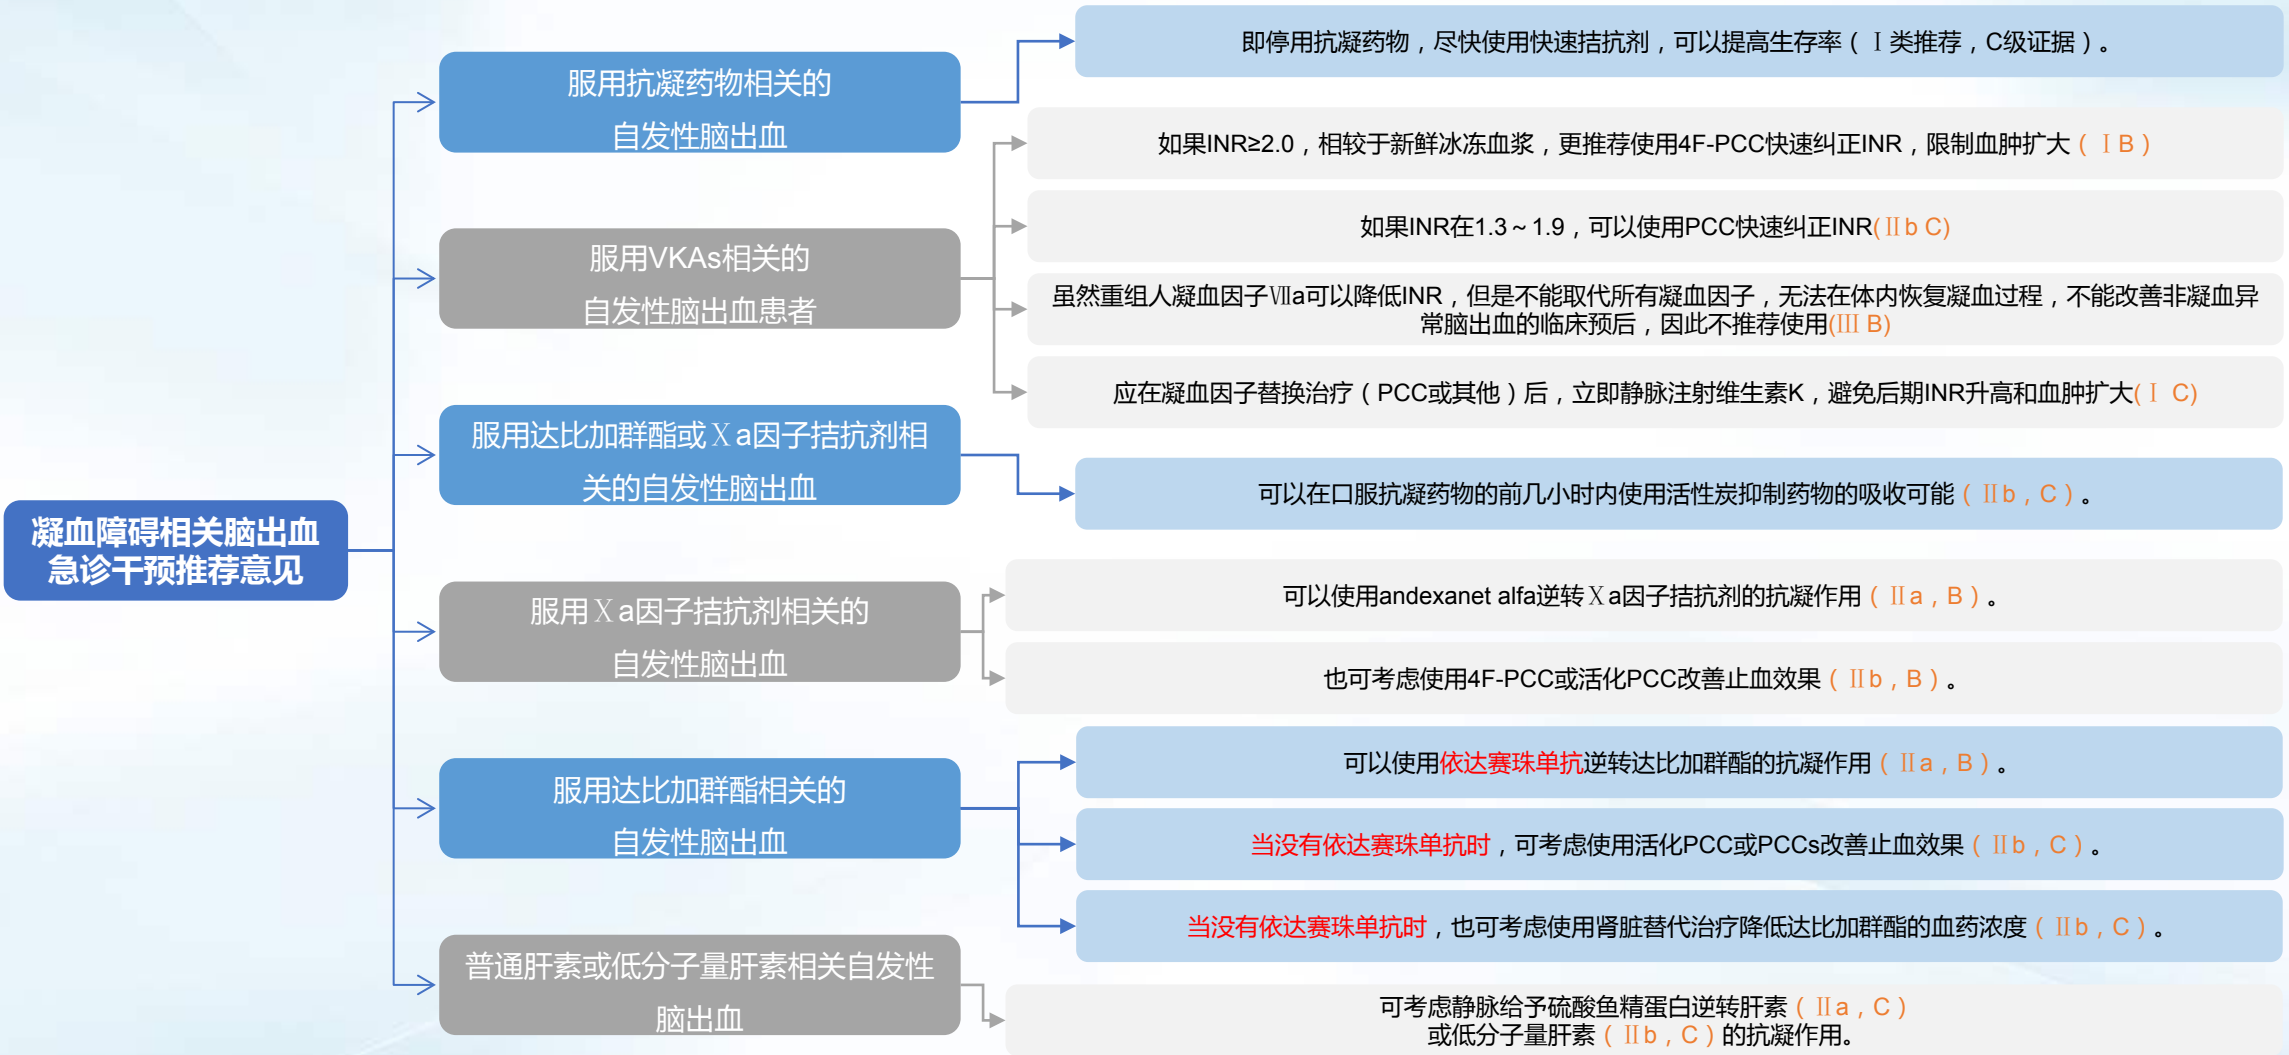 凝血障碍相关脑出血
急诊干预推荐意见
服用抗凝药物相关的
自发性脑出血
即停用抗凝药物，尽快使用快速拮抗剂，可以提高生存率（Ⅰ类推荐，C级证据）。
服用VKAs相关的
自发性脑出血患者
如果INR≥2.0，相较于新鲜冰冻血浆，更推荐使用4F-PCC快速纠正INR，限制血肿扩大（ⅠB）
如果INR在1.3～1.9，可以使用PCC快速纠正INR(Ⅱb C)
虽然重组人凝血因子Ⅶa可以降低INR，但是不能取代所有凝血因子，无法在体内恢复凝血过程，不能改善非凝血异
常脑出血的临床预后，因此不推荐使用(Ⅲ B)
应在凝血因子替换治疗（PCC或其他）后，立即静脉注射维生素K，避免后期INR升高和血肿扩大(Ⅰ C)
服用达比加群酯或Ⅹa因子拮抗剂相
关的自发性脑出血
可以在口服抗凝药物的前几小时内使用活性炭抑制药物的吸收可能（Ⅱb，C）。
服用Ⅹa因子拮抗剂相关的
自发性脑出血
可以使用andexanet alfa逆转Ⅹa因子拮抗剂的抗凝作用（Ⅱa，B）。
也可考虑使用4F-PCC或活化PCC改善止血效果（Ⅱb，B）。
服用达比加群酯相关的
自发性脑出血
可以使用依达赛珠单抗逆转达比加群酯的抗凝作用（Ⅱa，B）。
当没有依达赛珠单抗时，可考虑使用活化PCC或PCCs改善止血效果（Ⅱb，C）。
当没有依达赛珠单抗时，也可考虑使用肾脏替代治疗降低达比加群酯的血药浓度（Ⅱb，C）。
普通肝素或低分子量肝素相关自发性
脑出血
可考虑静脉给予硫酸鱼精蛋白逆转肝素（Ⅱa，C）
或低分子量肝素（Ⅱb，C）的抗凝作用。